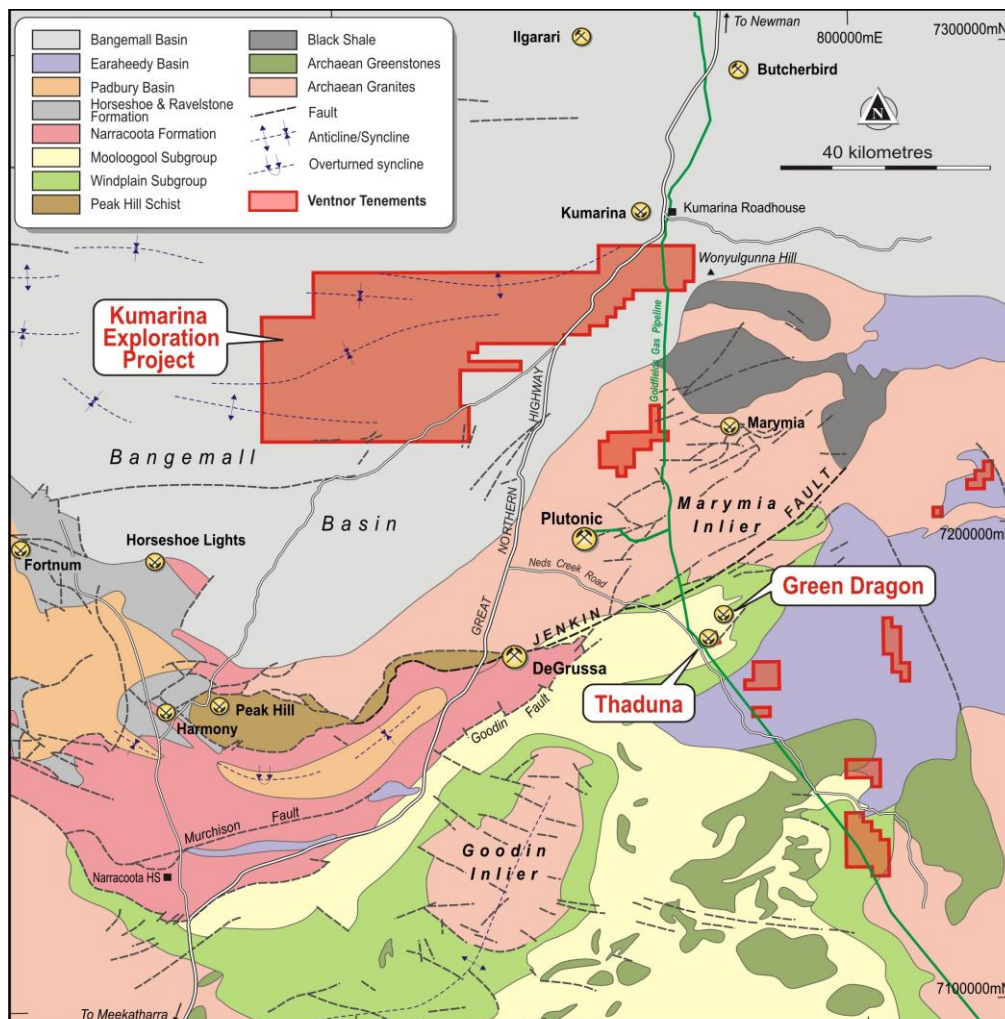 Bangemall Basin
Earaheedy Basin
Padbury Basin
Horseshoe & Ravelstone
Formation
Narracoota Formation
Mooloogool Subgroup
Windplain Subgroup
Peak Hill Schist
Black Shale
Archaean Greenstones
Archaean Granites
Fault
Anticline/Syncline
Overturned syncline
Ventnor Tenements
To Newman
800000mE
7300000mN
Ilgarari
Butcherbird
N
40 kilometres
Kumarina
Kumarina Roadhouse
Wonyulgunna Hill
Kumarina
Exploration
Project
Goldfields Gas Pipeline
HIGHWAY
NORTHERN
GREAT
Marymia
Bangemall
Basin
Marymia
Inlier
FAULT
JENKIN
Plutonic
7200000mN
Horseshoe Lights
Fortnum
Neds Creek Road
Green Dragon
DeGrussa
Thaduna
Peak Hill
Harmony
Goodin Fault
Murchison Fault
Narracoota HS
Goodin
Inlier
7100000mN
To Meekatharra